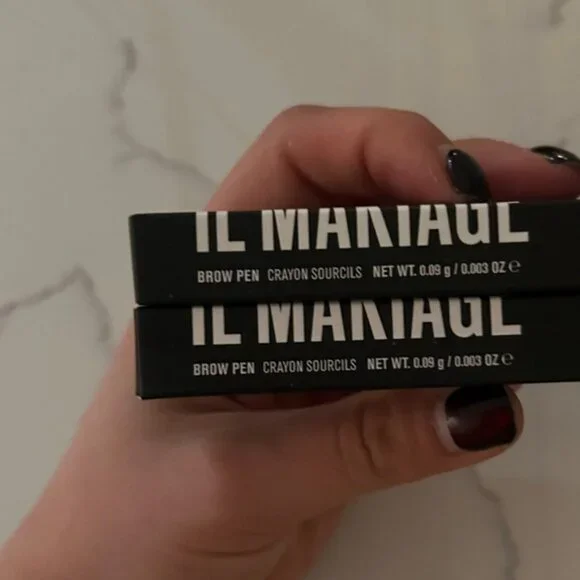 IL MAKIAGE
BROW PEN CRAYON SOURCILS NET WT. 0.09 g / 0.003 OZ ℮
IL MAKIAGE
BROW PEN CRAYON SOURCILS NET WT. 0.09 g / 0.003 OZ ℮